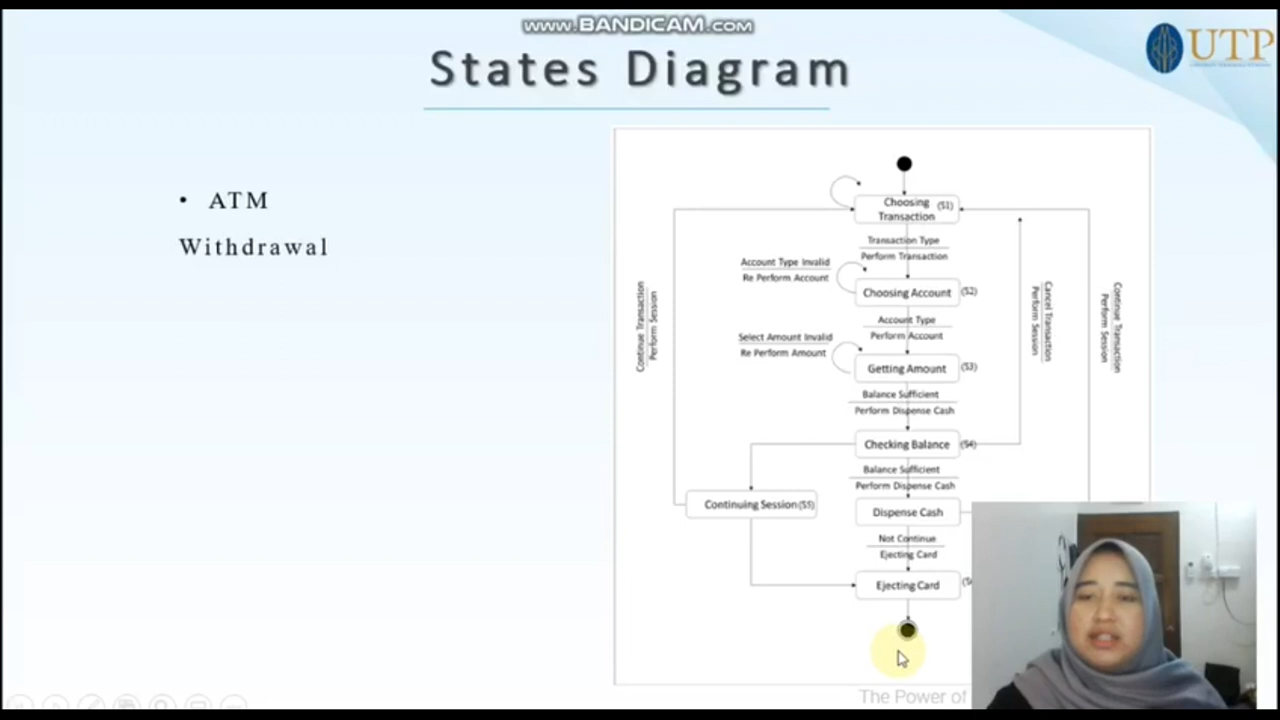 www.BANDICAM.com
States Diagram
UTP
• ATM
Withdrawal
Choosing
Transaction
(S1)
Transaction Type
Perform Transaction
Account Type Invalid
Re Perform Account
Choosing Account
(S2)
Account Type
Perform Account
Select Amount Invalid
Re Perform Amount
Getting Amount
(S3)
Balance Sufficient
Perform Dispense Cash
Checking Balance
(S4)
Balance Sufficient
Perform Dispense Cash
Continuing Session(S5)
Dispense Cash
Not Continue
Ejecting Card
Ejecting Card
Continue Transaction
Perform Session
Cancel Transaction
Perform Session
Continue Transaction
Perform Session
The Power of